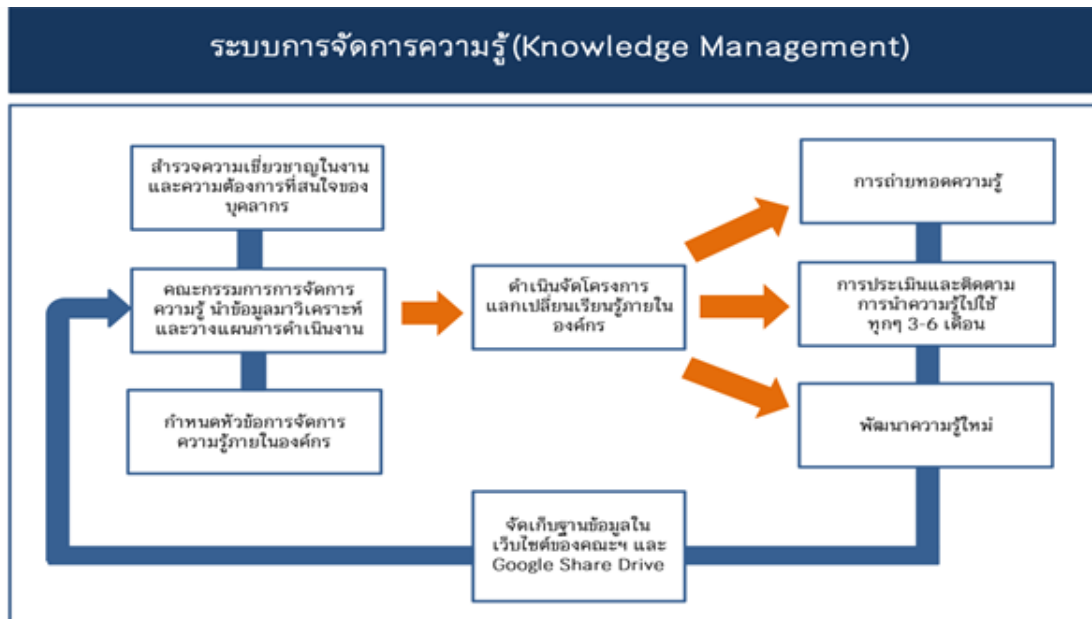 ระบบการจัดการความรู้ (Knowledge Management)
สำรวจความเชี่ยวชาญในงาน
และความต้องการที่สนใจของ
บุคลากร
คณะกรรมการการจัดการ
ความรู้ นำข้อมูลมาวิเคราะห์
และวางแผนการดำเนินงาน
กำหนดหัวข้อการจัดการ
ความรู้ภายในองค์กร
ดำเนินจัดโครงการ
แลกเปลี่ยนเรียนรู้ภายใน
องค์กร
การถ่ายทอดความรู้
การประเมินและติดตาม
การนำความรู้ไปใช้
ทุกๆ 3-6 เดือน
พัฒนาความรู้ใหม่
จัดเก็บฐานข้อมูลใน
เว็บไซต์ของคณะฯ และ
Google Share Drive